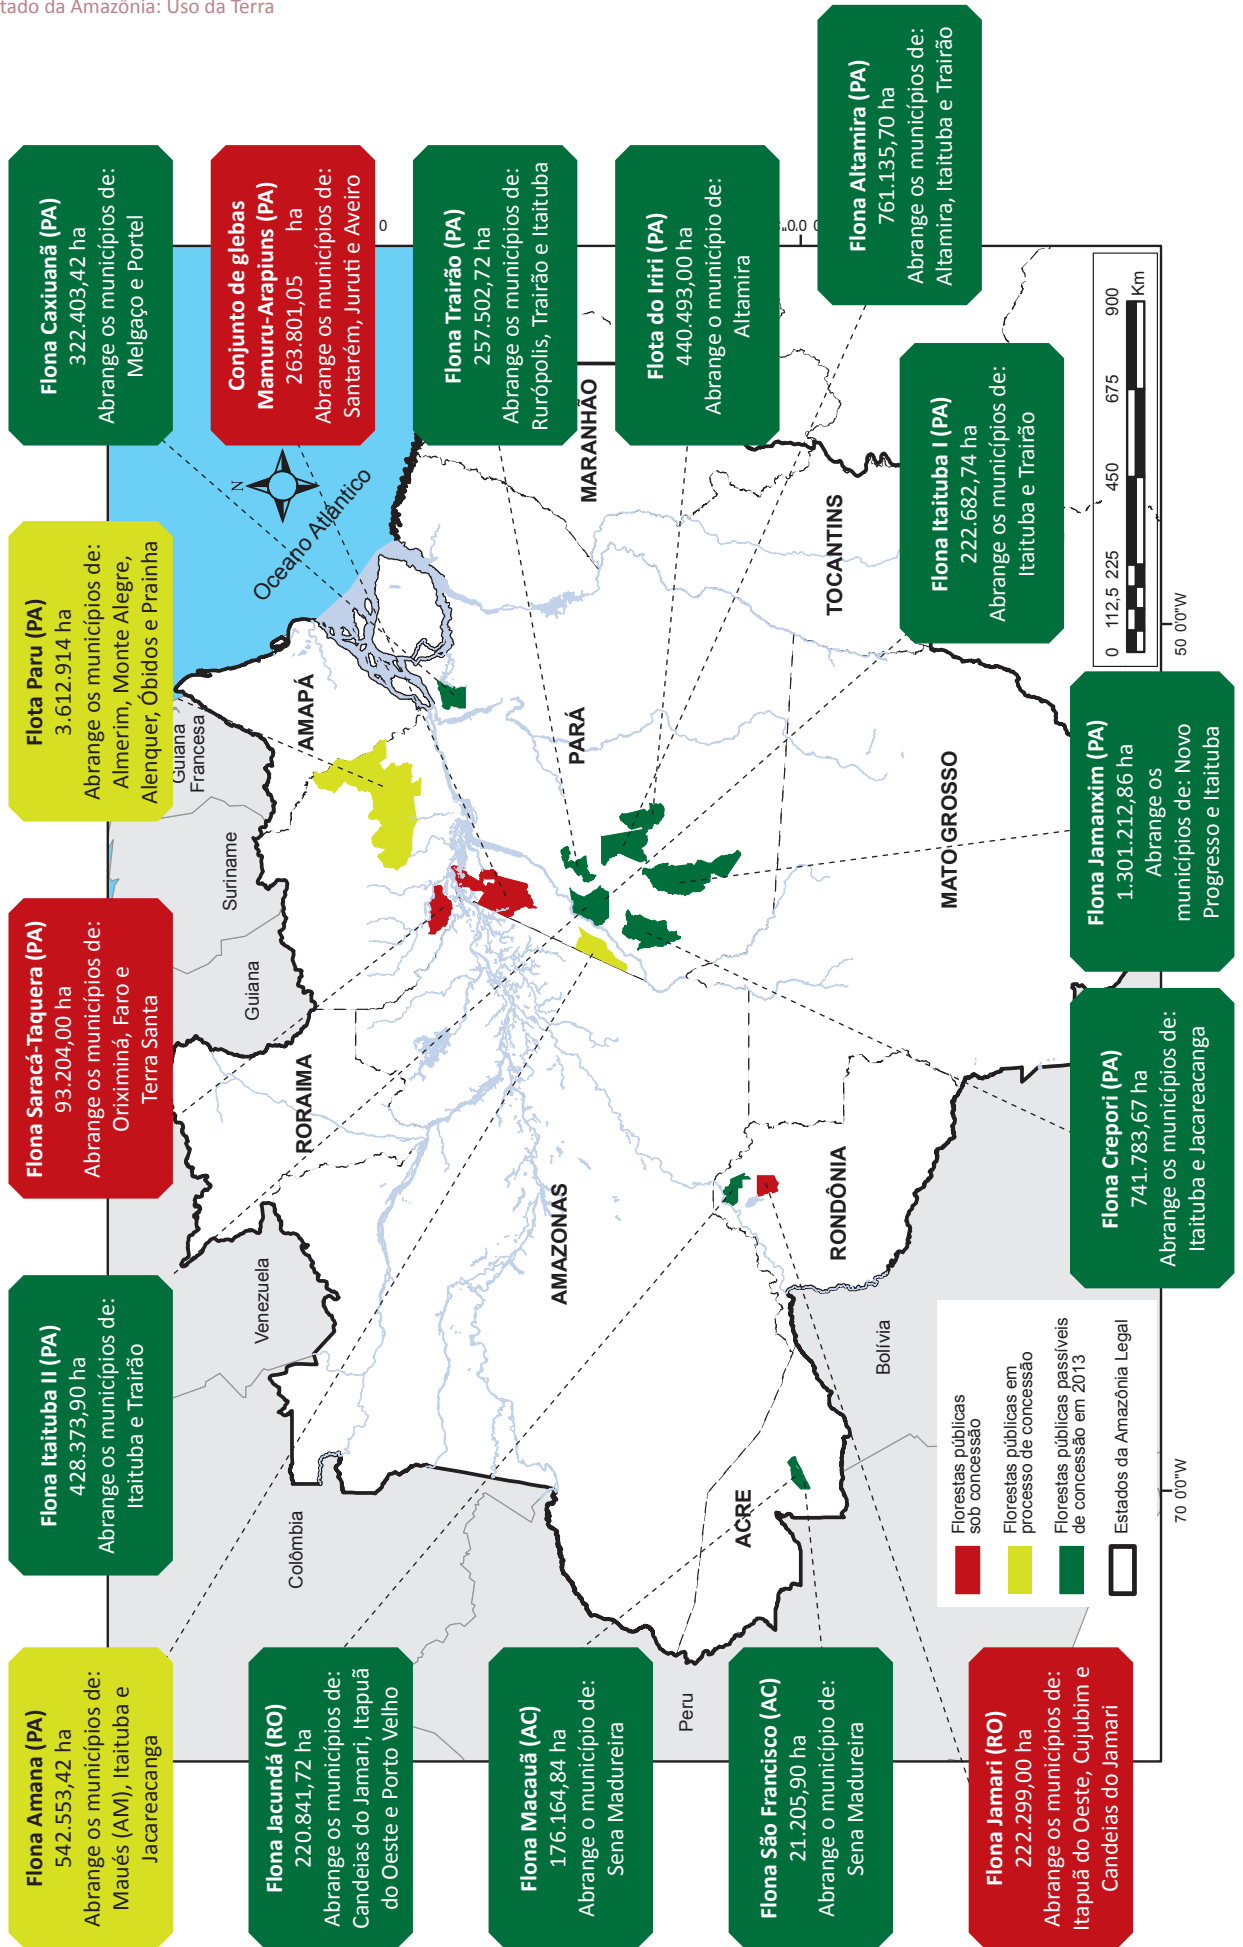 tado da Amazônia: Uso da Terra
Flona Amana (PA)
542.553,42 ha
Abrange os municípios de:
Maués (AM), Itaituba e
Jacareacanga
Flona Itaituba II (PA)
428.373,90 ha
Abrange os municípios de:
Itaituba e Trairão
Flona Saracá-Taquera (PA)
93.204,00 ha
Abrange os municípios de:
Oriximiná, Faro e
Terra Santa
Flota Paru (PA)
3.612.914 ha
Abrange os municípios de:
Almerim, Monte Alegre,
Alenquer, Óbidos e Prainha
Flona Caxiuanã (PA)
322.403,42 ha
Abrange os municípios de:
Melgaço e Portel
Conjunto de glebas
Mamuru-Arapiuns (PA)
263.801,05 ha
Abrange os municípios de:
Santarém, Juruti e Aveiro
Flona Trairão (PA)
257.502,72 ha
Abrange os municípios de:
Rurópolis, Trairão e Itaituba
Flota do Iriri (PA)
440.493,00 ha
Abrange o município de:
Altamira
Flona Altamira (PA)
761.135,70 ha
Abrange os municípios de:
Altamira, Itaituba e Trairão
Flona Itaituba I (PA)
222.682,74 ha
Abrange os municípios de:
Itaituba e Trairão
Flona Jamanxim (PA)
1.301.212,86 ha
Abrange os
municípios de: Novo
Progresso e Itaituba
Flona Crepori (PA)
741.783,67 ha
Abrange os municípios de:
Itaituba e Jacareacanga
Flona Jacundá (RO)
220.841,72 ha
Abrange os municípios de:
Candeias do Jamari, Itapuã
do Oeste e Porto Velho
Flona Macauã (AC)
176.164,84 ha
Abrange o município de:
Sena Madureira
Flona São Francisco (AC)
21.205,90 ha
Abrange o município de:
Sena Madureira
Flona Jamari (RO)
222.299,00 ha
Abrange os municípios de:
Itapuã do Oeste, Cujubim e
Candeias do Jamari
Colômbia
Venezuela
Guiana
Suriname
Guiana
Francesa
Oceano Atlântico
N
RORAIMA
AMAPÁ
AMAZONAS
PARÁ
MARANHÃO
TOCANTINS
MATO GROSSO
RONDÔNIA
ACRE
Peru
Bolívia
Florestas públicas
sob concessão
Florestas públicas em
processo de concessão
Florestas públicas passíveis
de concessão em 2013
Estados da Amazônia Legal
0 112,5 225 450 675 900
Km
70 0'0"W
50 0'0"W
0